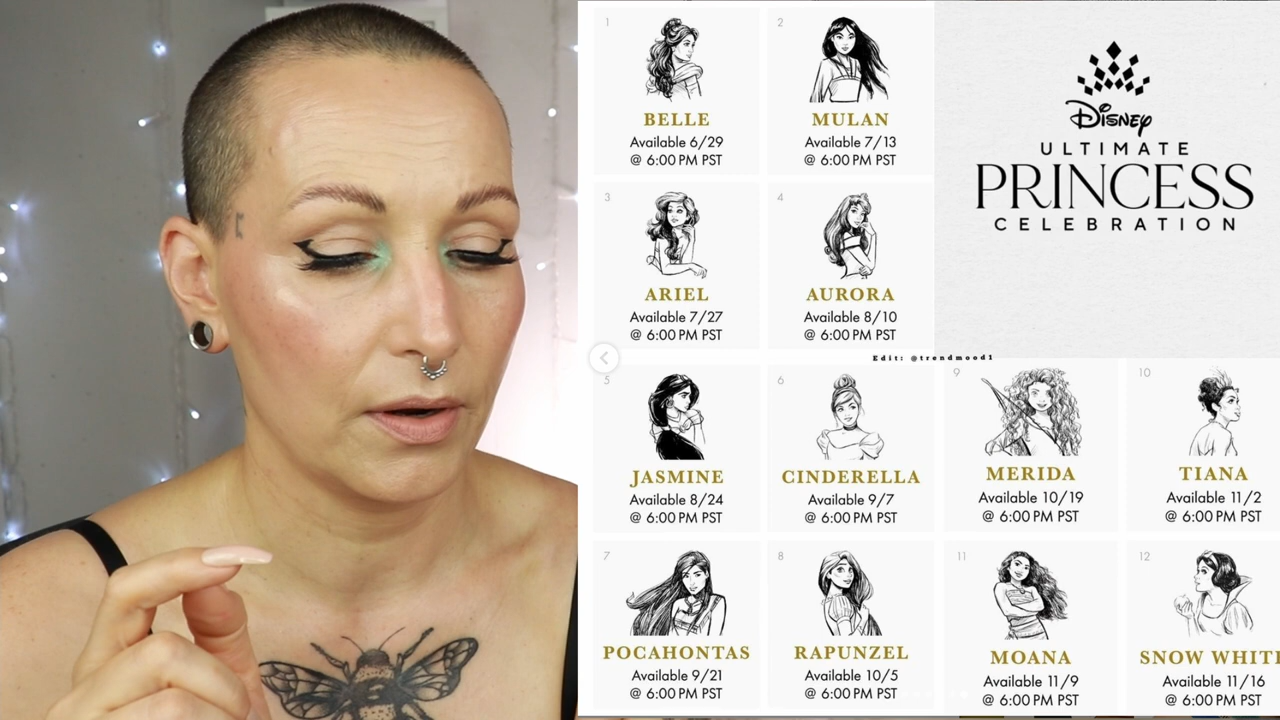 1
BELLE
Available 6/29
@ 6:00 PM PST
2
MULAN
Available 7/13
@ 6:00 PM PST
Disney
ULTIMATE
PRINCESS
CELEBRATION
3
ARIEL
Available 7/27
@ 6:00 PM PST
4
AURORA
Available 8/10
@ 6:00 PM PST
Edit: @trendmood1
5
JASMINE
Available 8/24
@ 6:00 PM PST
6
CINDERELLA
Available 9/7
@ 6:00 PM PST
9
MERIDA
Available 10/19
@ 6:00 PM PST
10
TIANA
Available 11/2
@ 6:00 PM PST
7
POCAHONTAS
Available 9/21
@ 6:00 PM PST
8
RAPUNZEL
Available 10/5
@ 6:00 PM PST
11
MOANA
Available 11/9
@ 6:00 PM PST
12
SNOW WHITE
Available 11/16
@ 6:00 PM PST